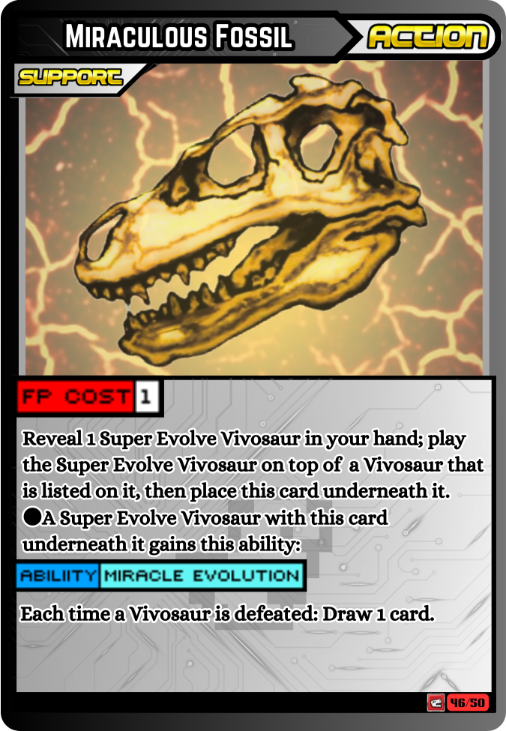 Miraculous Fossil
ACTION
SUPPORT
FP COST 1
Reveal 1 Super Evolve Vivosaur in your hand; play
the Super Evolve Vivosaur on top of a Vivosaur that
is listed on it, then place this card underneath it.
●A Super Evolve Vivosaur with this card
underneath it gains this ability:
ABILIITY MIRACLE EVOLUTION
Each time a Vivosaur is defeated: Draw 1 card.
46/50